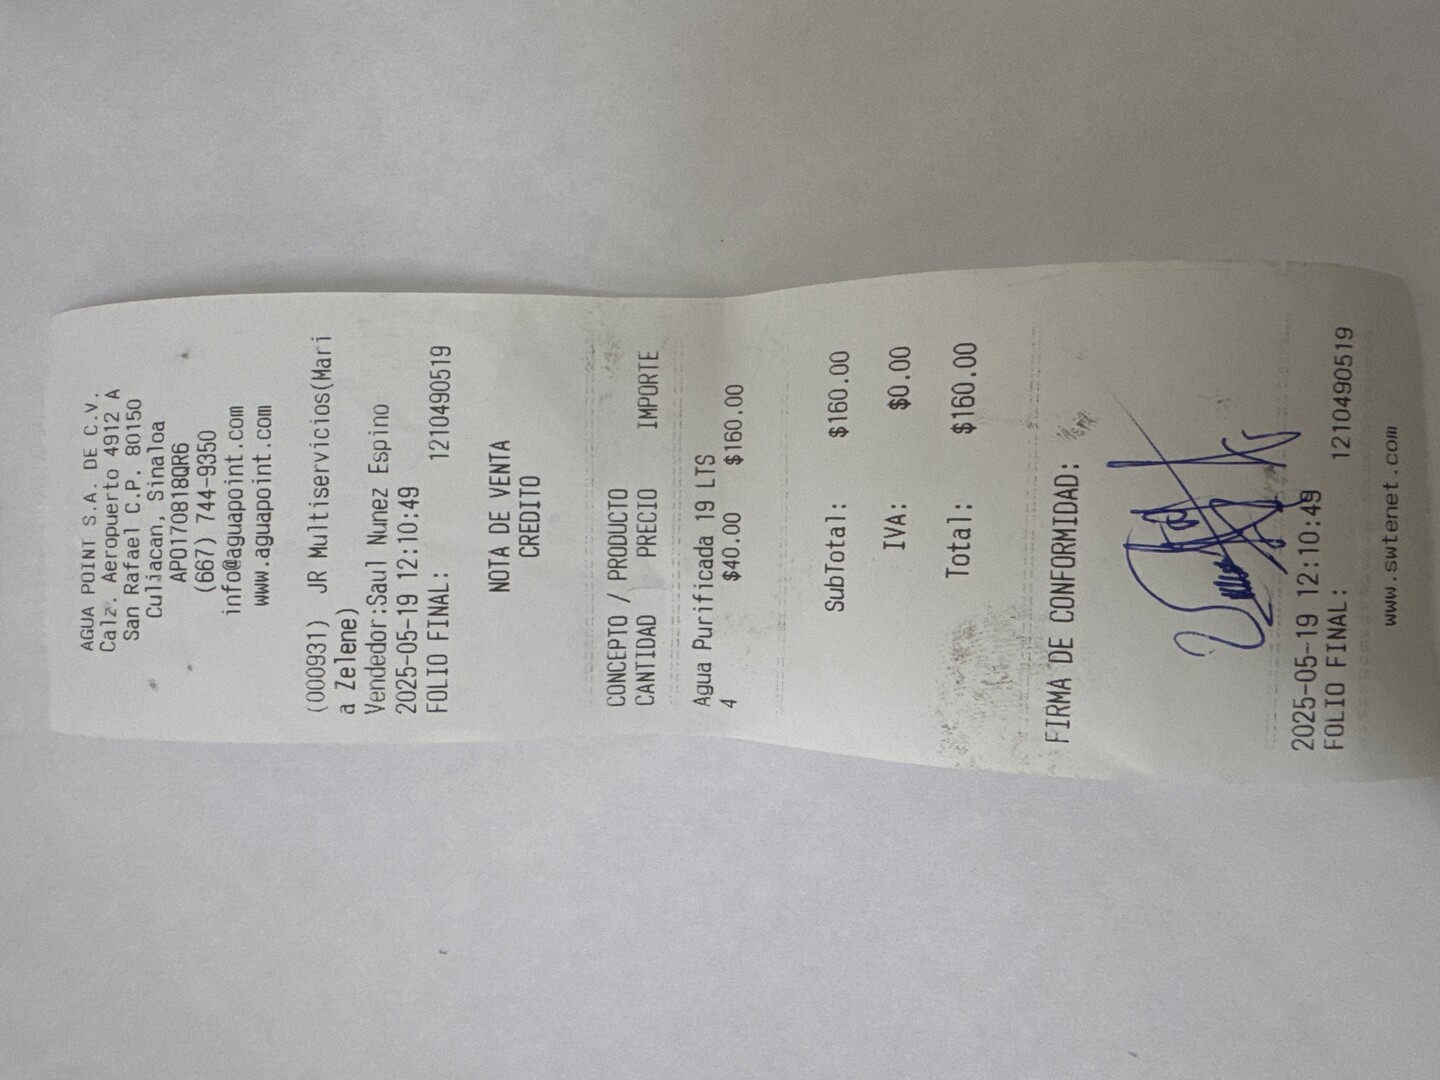 AGUA POINT S.A. DE C.V.
Calz. Aeropuerto 4912 A
San Rafael C.P. 80150
Culiacan, Sinaloa
APO170818QR6
(667) 744-9350
info@aguapoint.com
www.aguapoint.com
(000931) JR Multiservicios(Mari
a Zelene)
Vendedor:Saul Nunez Espino
2025-05-19 12:10:49
FOLIO FINAL: 1210490519
NOTA DE VENTA
CREDITO
CONCEPTO / PRODUCTO
CANTIDAD PRECIO IMPORTE
Agua Purificada 19 LTS
4 $40.00 $160.00
SubTotal: $160.00
IVA: $0.00
Total: $160.00
FIRMA DE CONFORMIDAD:
2025-05-19 12:10:49
FOLIO FINAL: 1210490519
www.swtenet.com